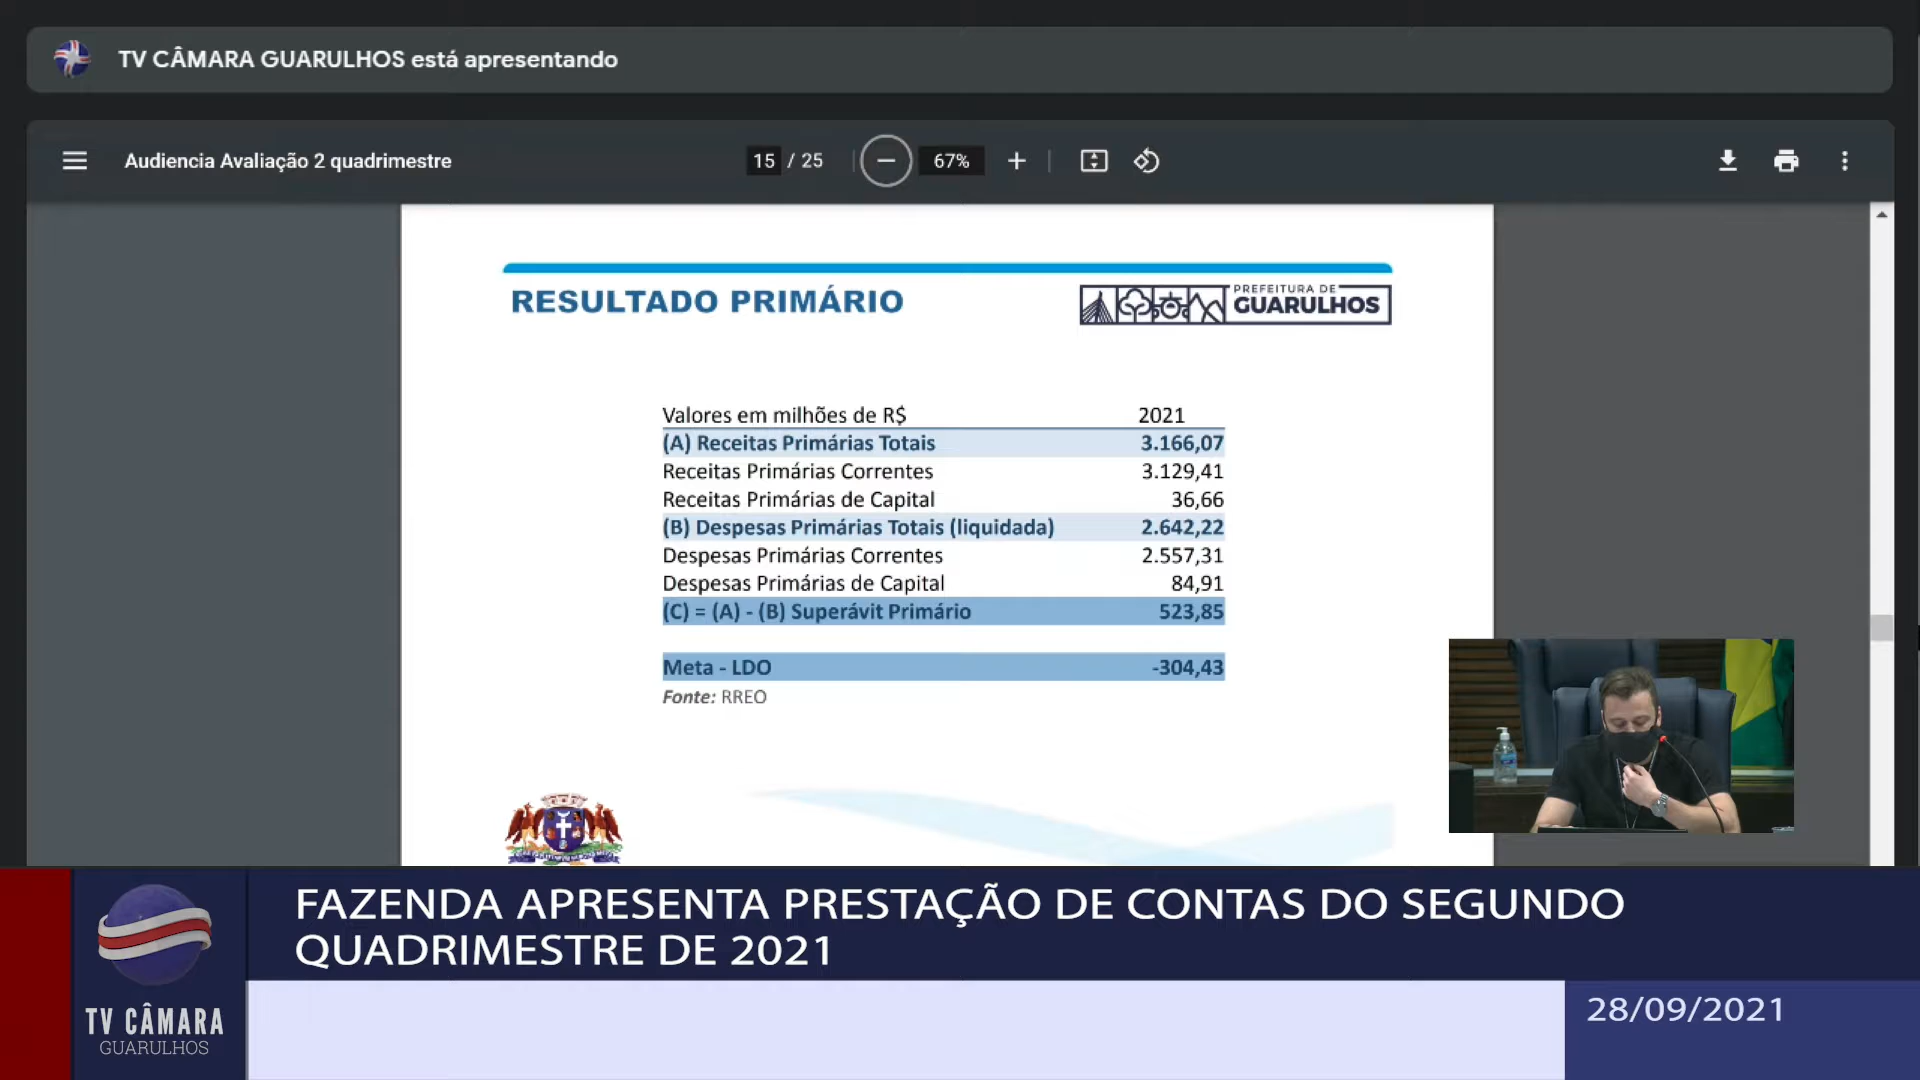 TV CÂMARA GUARULHOS está apresentando
Audiencia Avaliação 2 quadrimestre
15 / 25
67%
RESULTADO PRIMÁRIO
PREFEITURA DE
GUARULHOS
Valores em milhões de R$ 2021
(A) Receitas Primárias Totais 3.166,07
Receitas Primárias Correntes 3.129,41
Receitas Primárias de Capital 36,66
(B) Despesas Primárias Totais (liquidada) 2.642,22
Despesas Primárias Correntes 2.557,31
Despesas Primárias de Capital 84,91
(C) = (A) - (B) Superávit Primário 523,85
Meta - LDO -304,43
Fonte: RREO
FAZENDA APRESENTA PRESTAÇÃO DE CONTAS DO SEGUNDO
QUADRIMESTRE DE 2021
TV CÂMARA
GUARULHOS
28/09/2021